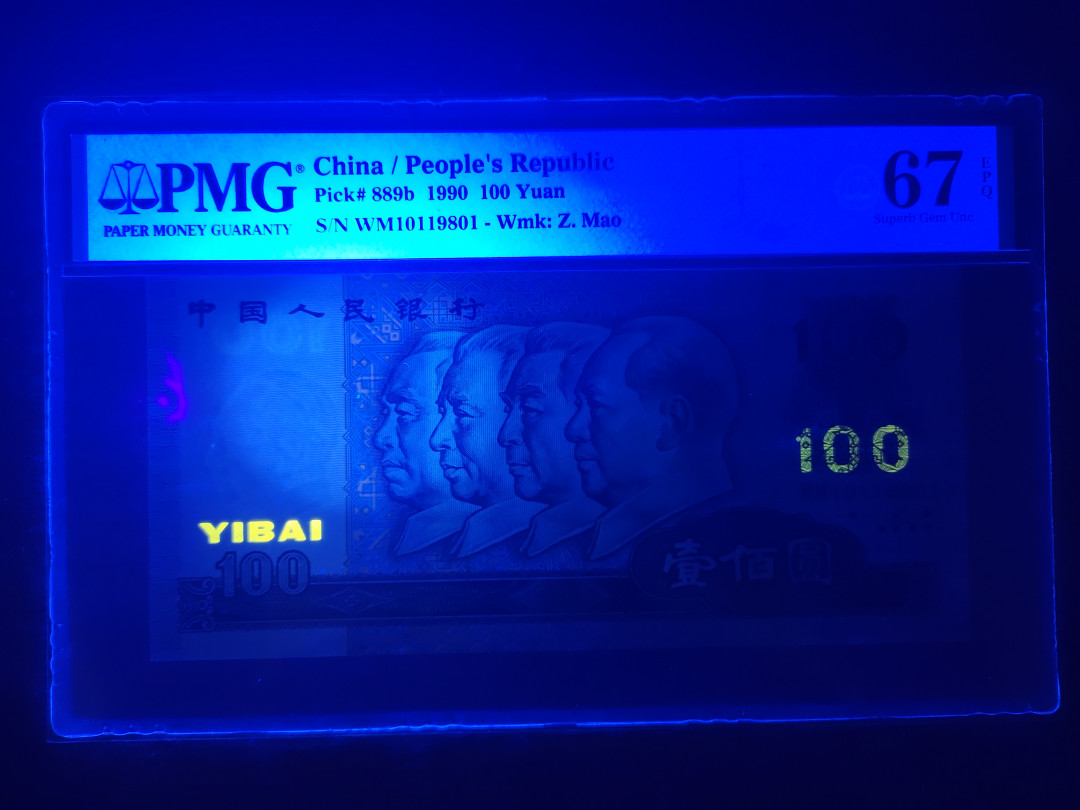 PMG®
PAPER MONEY GUARANTY
China / People's Republic
Pick# 889b 1990 100 Yuan
S/N WM10119801 - Wmk: Z. Mao
67
EPQ
Superb Gem Unc
中国人民银行
100
100
YIBAI
100
壹佰圆